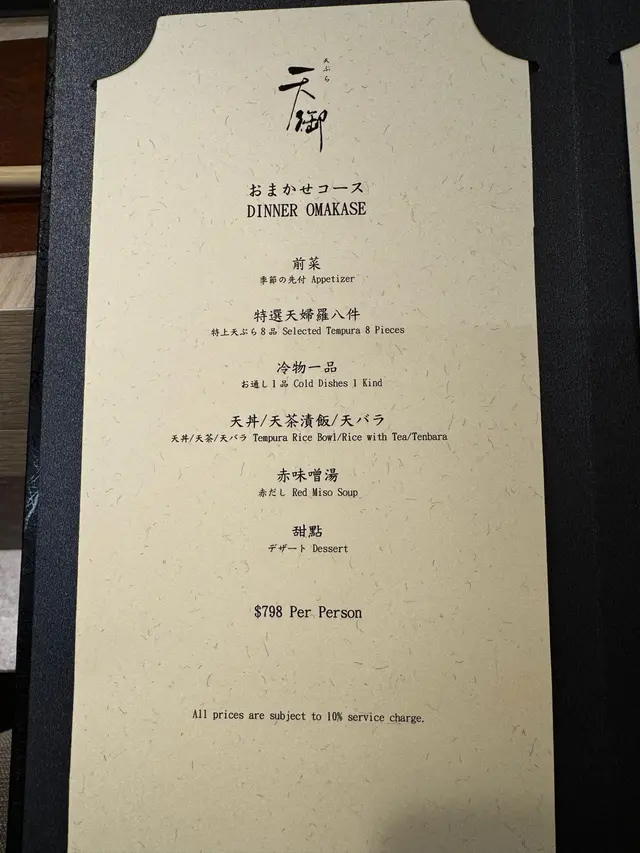 天ぷら
天御
おまかせコース
DINNER OMAKASE
前菜
季節の先付 Appetizer
特選天婦羅八件
特上天ぷら8品 Selected Tempura 8 Pieces
冷物一品
お通し1品 Cold Dishes 1 Kind
天丼/天茶漬飯/天バラ
天丼/天茶/天バラ Tempura Rice Bowl/Rice with Tea/Tenbara
赤味噌湯
赤だし Red Miso Soup
甜點
デザート Dessert
$798 Per Person
All prices are subject to 10% service charge.